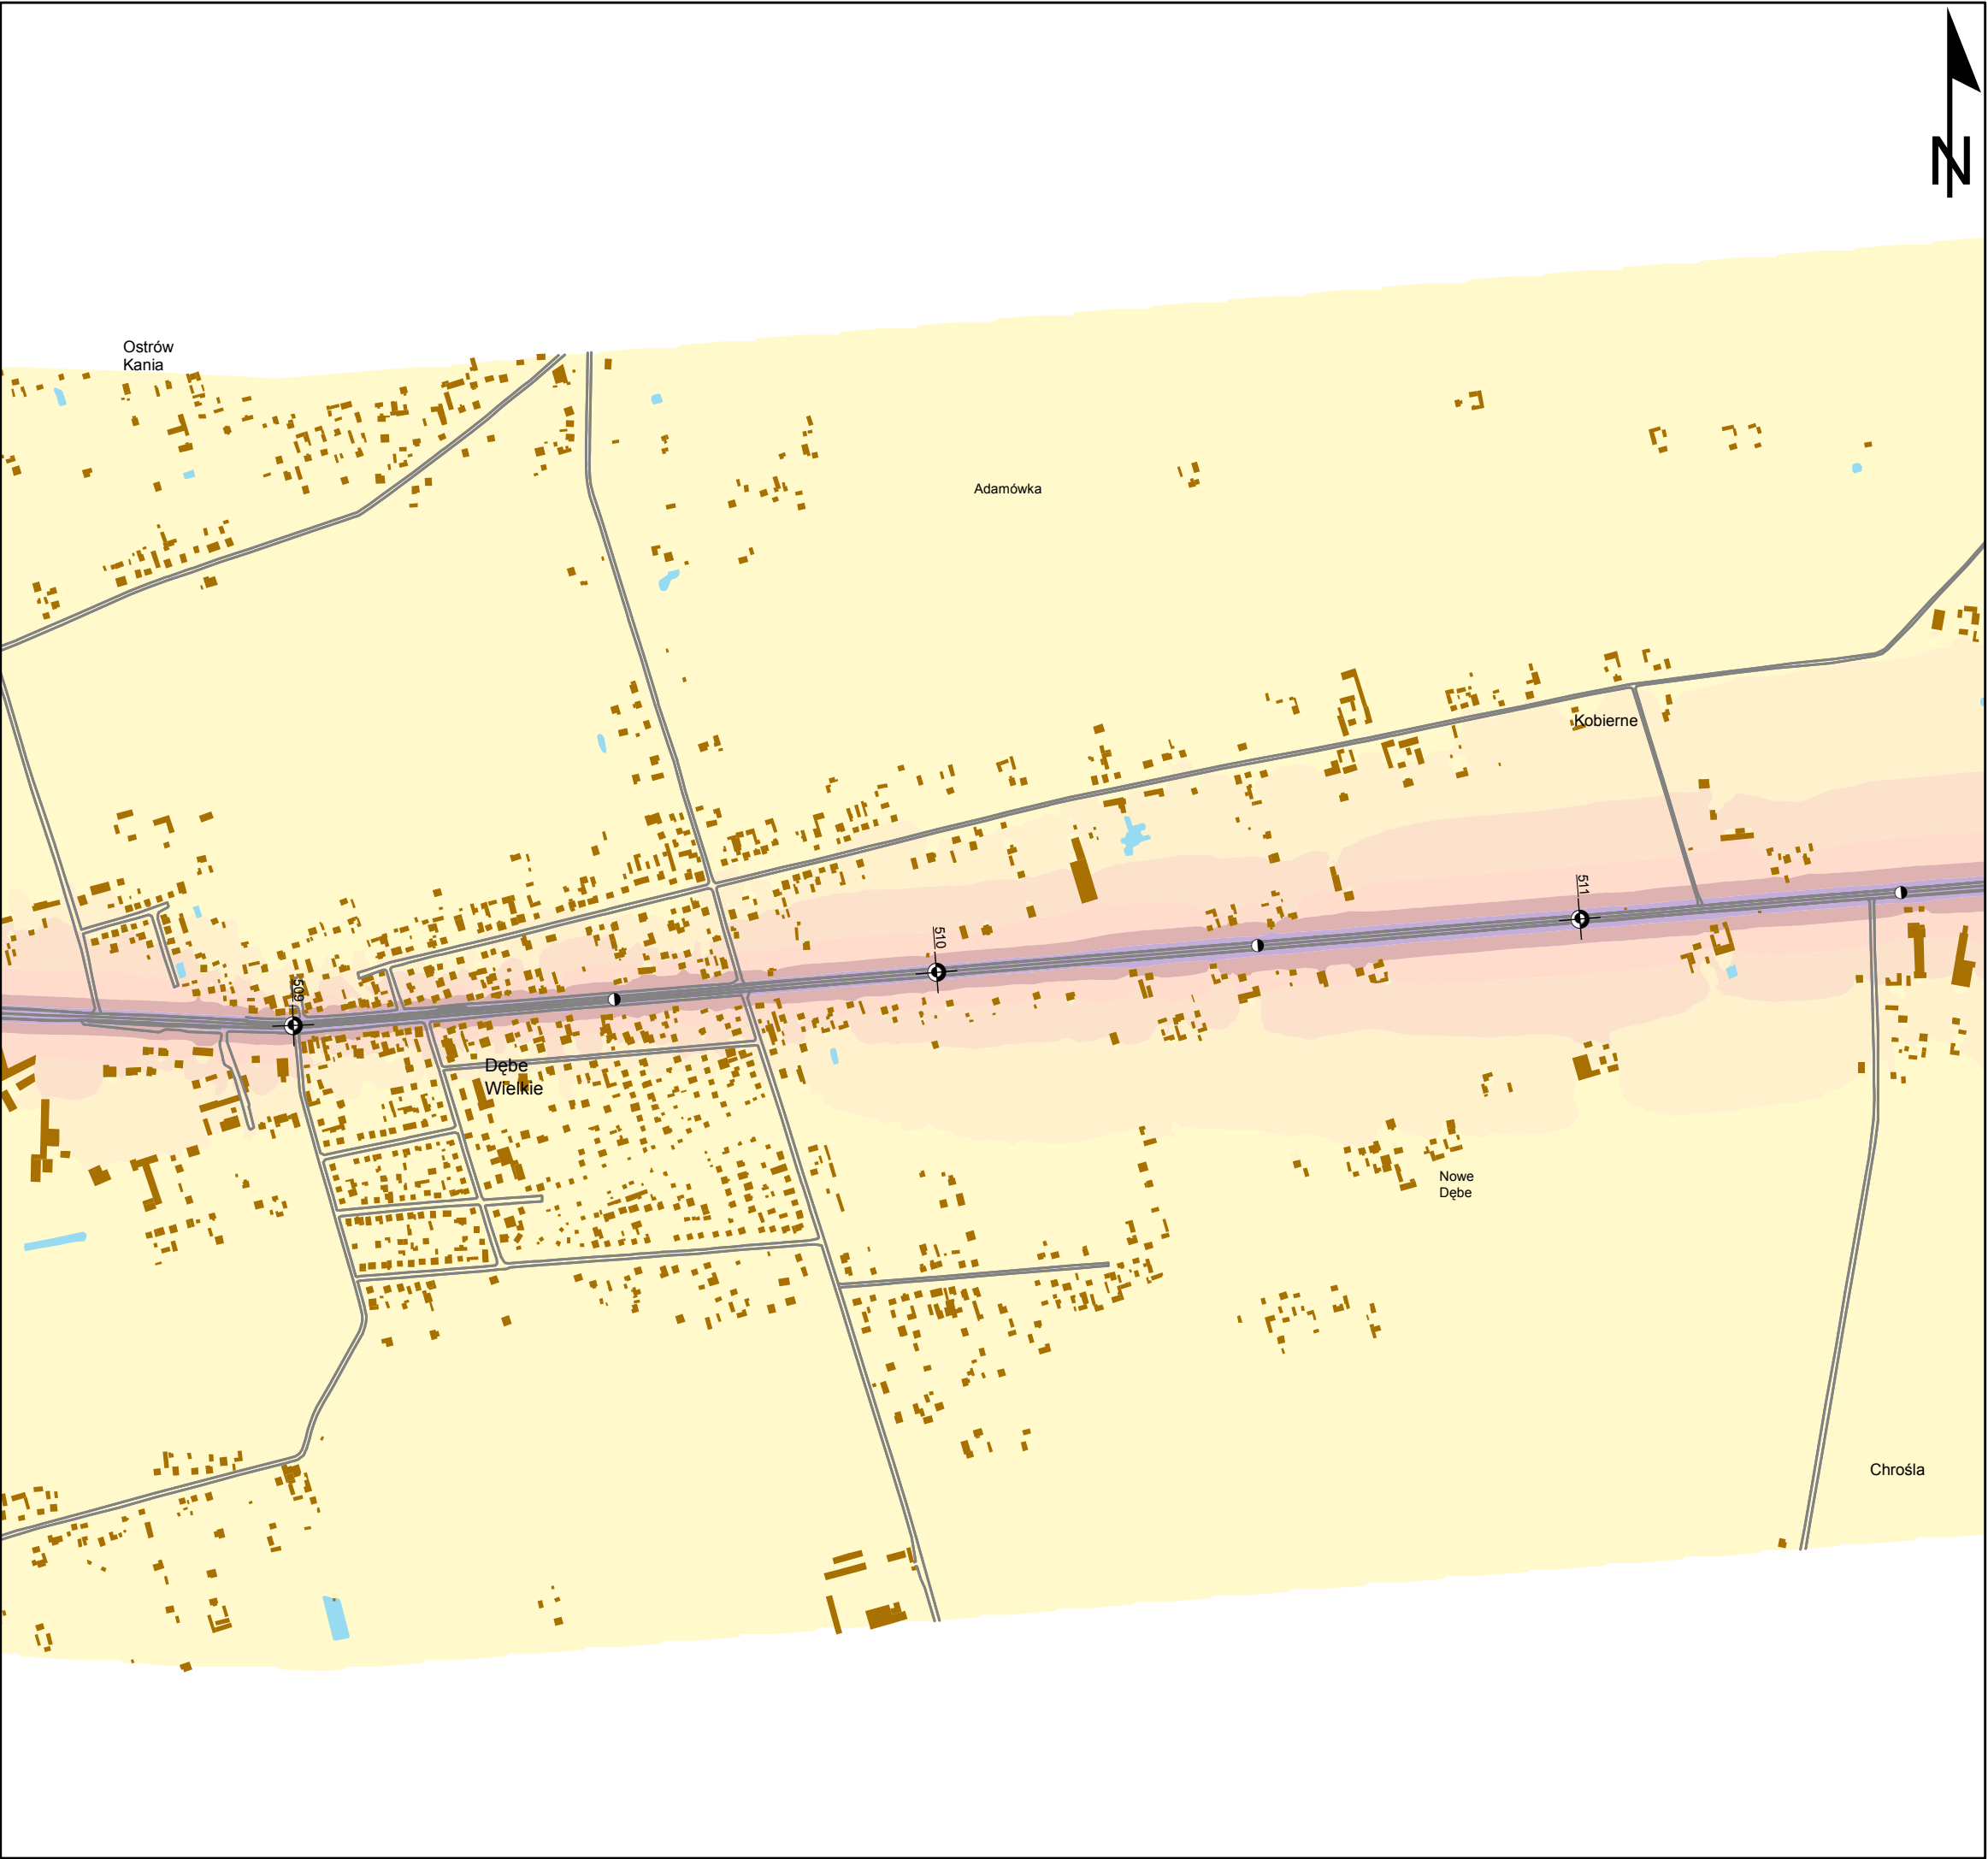 N
Ostrów
Kania
Adamówka
Kobierne
511
510
509
Dębe
Wielkie
Nowe
Dębe
Chrośla